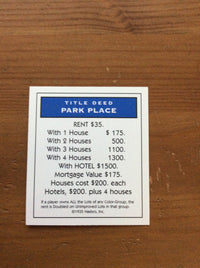 TITLE DEED
PARK PLACE
RENT $35.
With 1 House $ 175.
With 2 Houses 500.
With 3 Houses 1100.
With 4 Houses 1300.
With HOTEL $1500.
Mortgage Value $175.
Houses cost $200. each
Hotels, $200. plus 4 houses
If a player owns ALL the Lots of any Color-Group, the
rent is Doubled on Unimproved Lots in that group.
©1935 Hasbro, Inc.